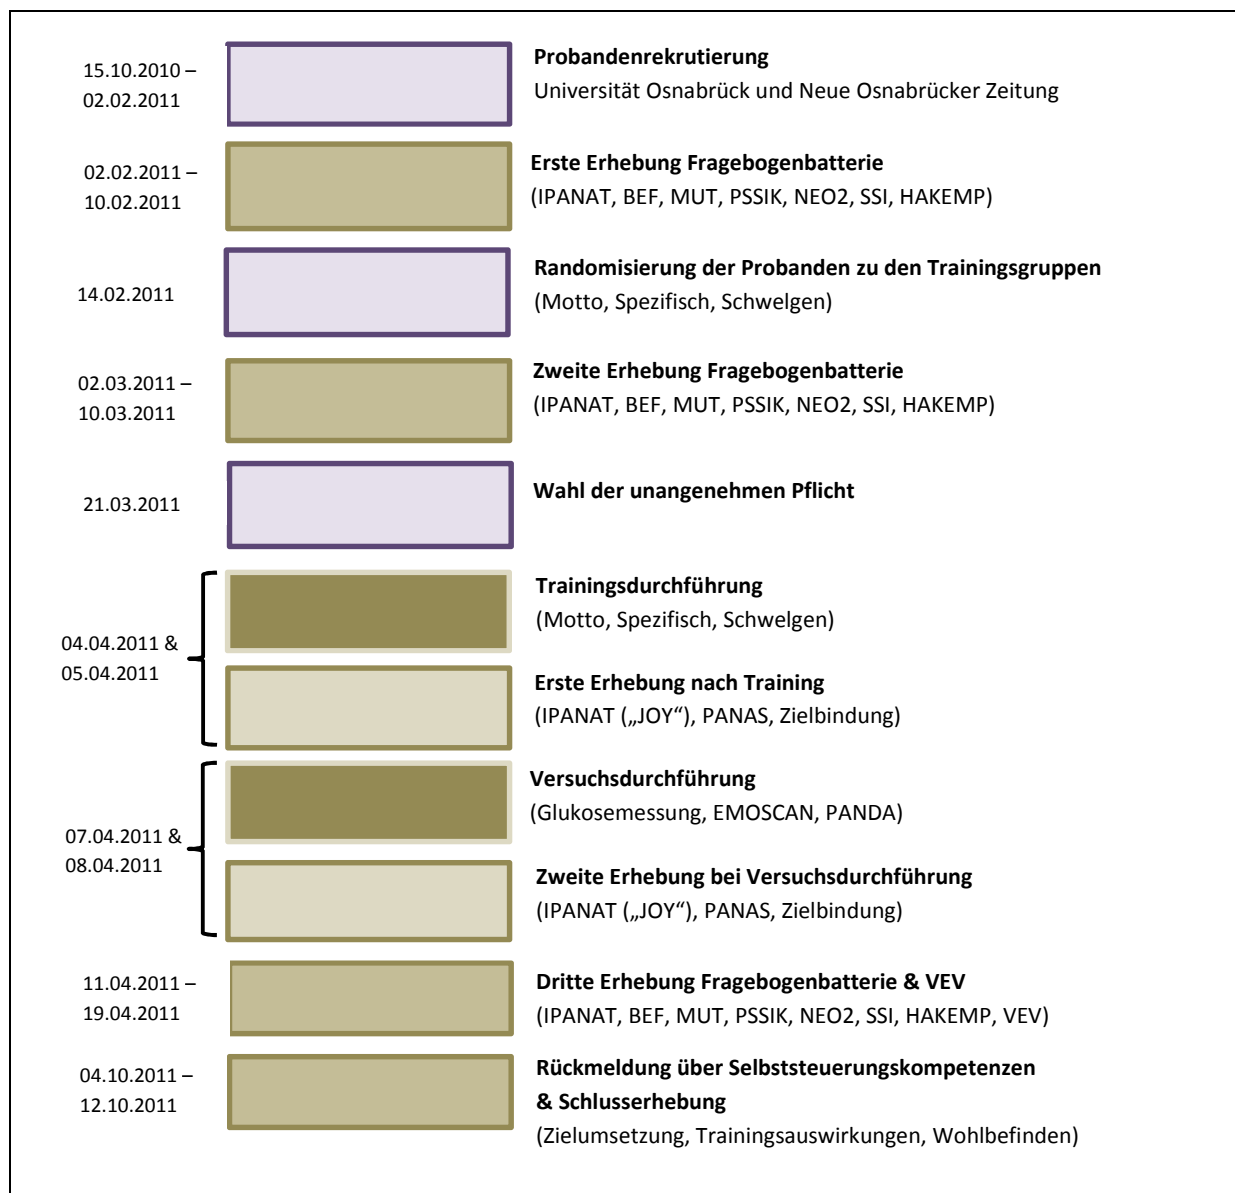 15.10.2010 –
02.02.2011
Probandenrekrutierung
Universität Osnabrück und Neue Osnabrücker Zeitung
02.02.2011 –
10.02.2011
Erste Erhebung Fragebogenbatterie
(IPANAT, BEF, MUT, PSSIK, NEO2, SSI, HAKEMP)
14.02.2011
Randomisierung der Probanden zu den Trainingsgruppen
(Motto, Spezifisch, Schwelgen)
02.03.2011 –
10.03.2011
Zweite Erhebung Fragebogenbatterie
(IPANAT, BEF, MUT, PSSIK, NEO2, SSI, HAKEMP)
21.03.2011
Wahl der unangenehmen Pflicht
04.04.2011 &
05.04.2011
Trainingsdurchführung
(Motto, Spezifisch, Schwelgen)
Erste Erhebung nach Training
(IPANAT („JOY“), PANAS, Zielbindung)
07.04.2011 &
08.04.2011
Versuchsdurchführung
(Glukosemessung, EMOSCAN, PANDA)
Zweite Erhebung bei Versuchsdurchführung
(IPANAT („JOY“), PANAS, Zielbindung)
11.04.2011 –
19.04.2011
Dritte Erhebung Fragebogenbatterie & VEV
(IPANAT, BEF, MUT, PSSIK, NEO2, SSI, HAKEMP, VEV)
04.10.2011 –
12.10.2011
Rückmeldung über Selbststeuerungskompetenzen
& Schlusserhebung
(Zielumsetzung, Trainingsauswirkungen, Wohlbefinden)